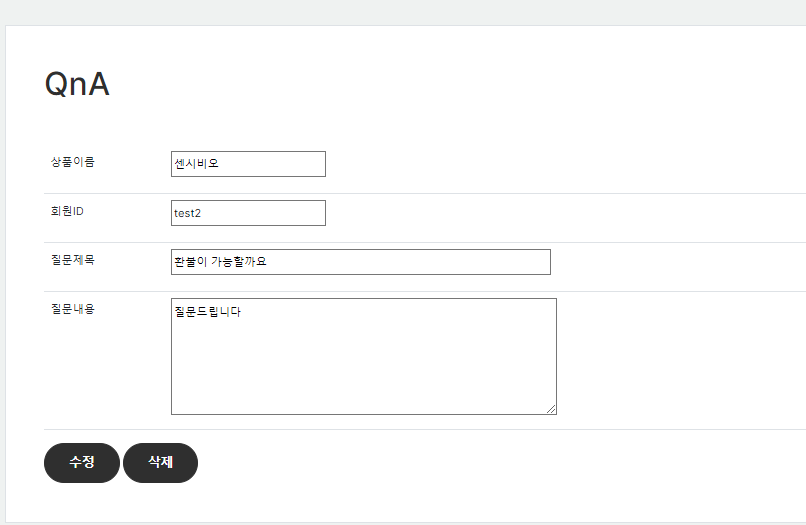 QnA
상품이름 센시비오
회원ID test2
질문제목 환불이 가능할까요
질문내용 질문드립니다
수정 삭제